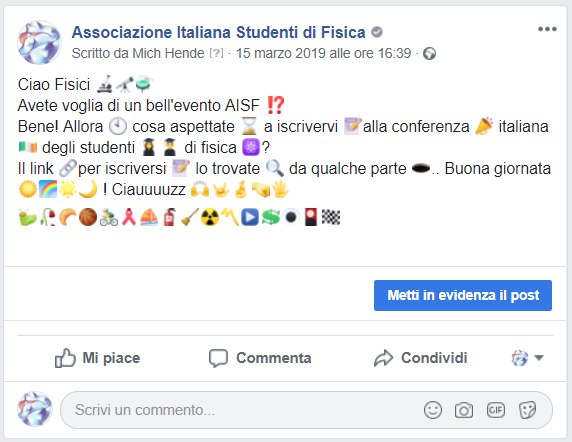 Associazione Italiana Studenti di Fisica
Scritto da Mich Hende [?] · 15 marzo 2019 alle ore 16:39 ·
Ciao Fisici 🔬🔭
Avete voglia di un bell'evento AISF ⁉️
Bene! Allora 🕙 cosa aspettate ⏳ a iscrivervi 📝alla conferenza 🎉 italiana
🇮🇪 degli studenti 👩‍🎓👨‍🎓 di fisica ⚛️?
Il link 🔗per iscriversi 📝 lo trovate 🔍 da qualche parte 🕳️.. Buona giornata
☀️🌈🌟🌙 ! Ciauuuuzz 🙌🤟🤞🤜🖐️
Metti in evidenza il post
Mi piace
Commenta
Condividi
Scrivi un commento...
GIF